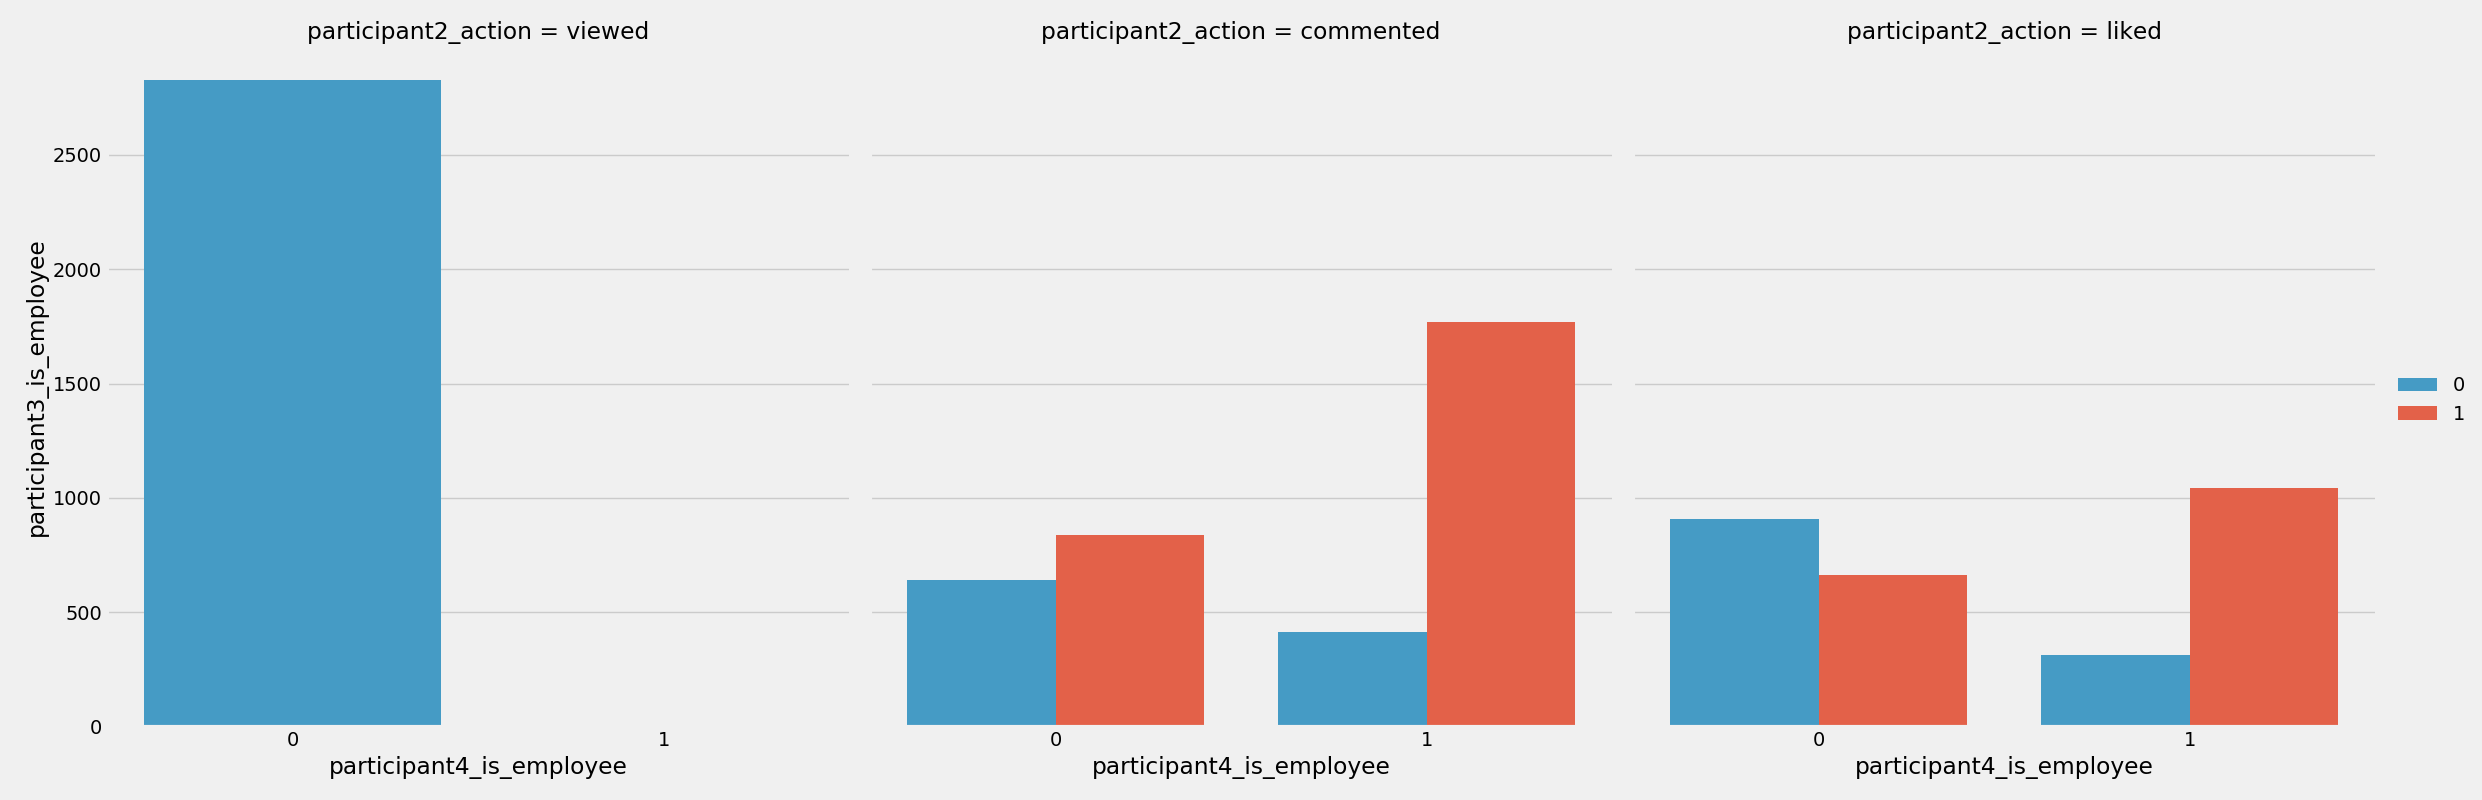 participant2_action = viewed
participant2_action = commented
participant2_action = liked
participant3_is_employee
2500
2000
1500
1000
500
0
0 1
0 1
0 1
participant4_is_employee
participant4_is_employee
participant4_is_employee
0
1